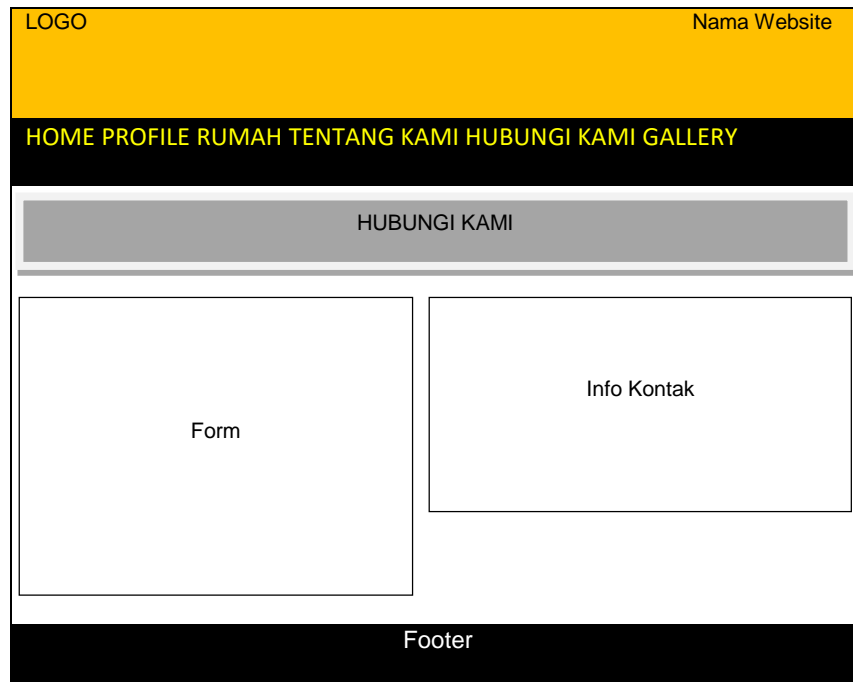 LOGO Nama Website
HOME PROFILE RUMAH TENTANG KAMI HUBUNGI KAMI GALLERY
HUBUNGI KAMI
Form
Info Kontak
Footer